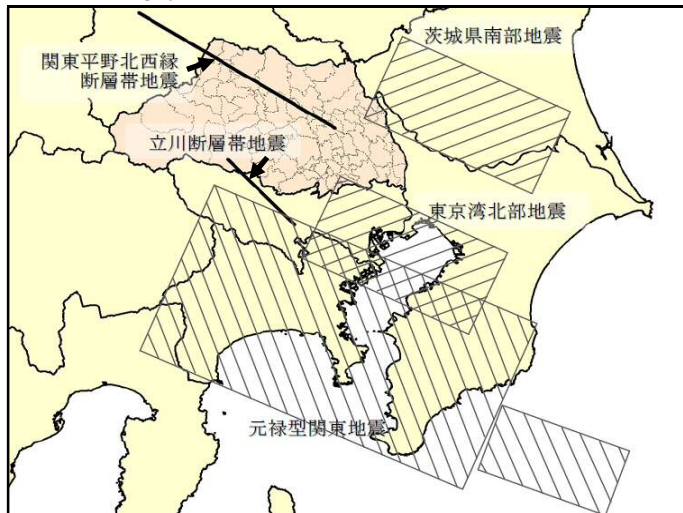 関東平野北西縁
断層帯地震
茨城県南部地震
立川断層帯地震
東京湾北部地震
元禄型関東地震